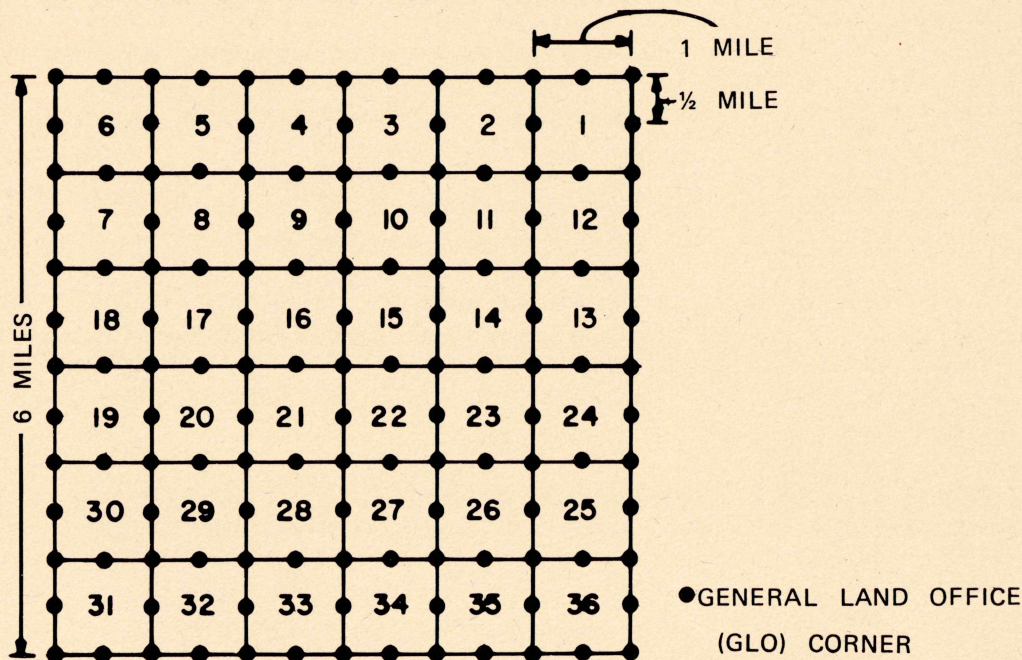 1 MILE
½ MILE
6 5 4 3 2 1
7 8 9 10 11 12
18 17 16 15 14 13
6 MILES
19 20 21 22 23 24
30 29 28 27 26 25
31 32 33 34 35 36
GENERAL LAND OFFICE
(GLO) CORNER